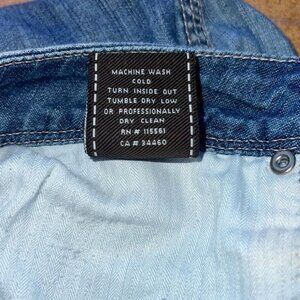 MACHINE WASH
COLD
TURN INSIDE OUT
TUMBLE DRY LOW
OR PROFESSIONALLY
DRY CLEAN
RN # 115561
CA # 34460